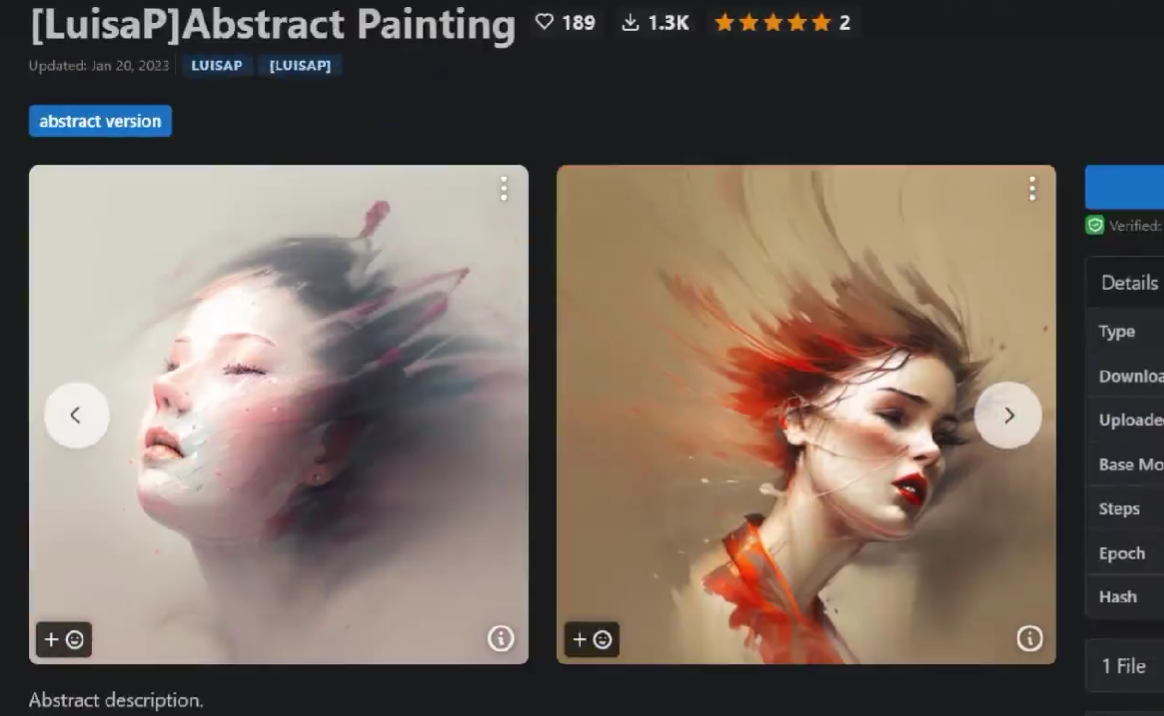 [LuisaP]Abstract Painting 189 1.3K 2
Updated: Jan 20, 2023 LUISAP [LUISAP]
abstract version
Verified:
Details
Type
Downloa
Uploade
Base Mo
Steps
Epoch
Hash
1 File
Abstract description.